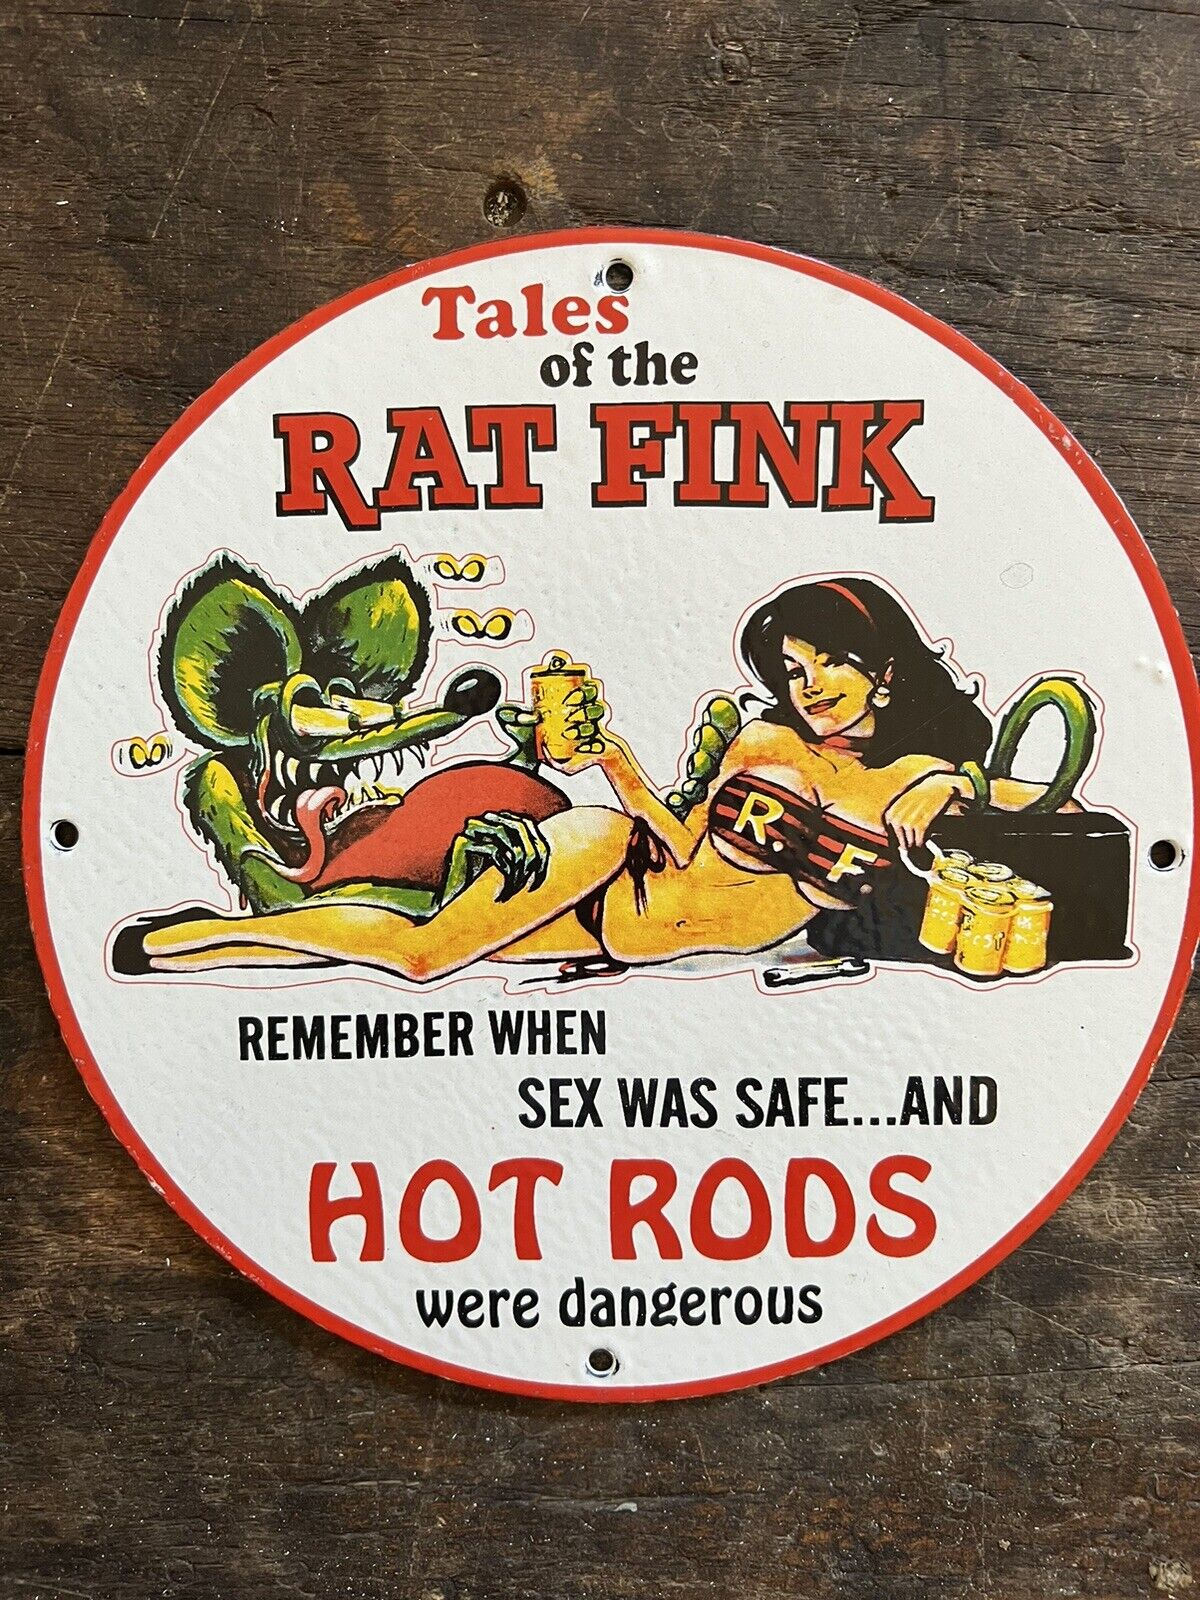 Tales
of the
RAT FINK
R.F.
REMEMBER WHEN
SEX WAS SAFE...AND
HOT RODS
were dangerous